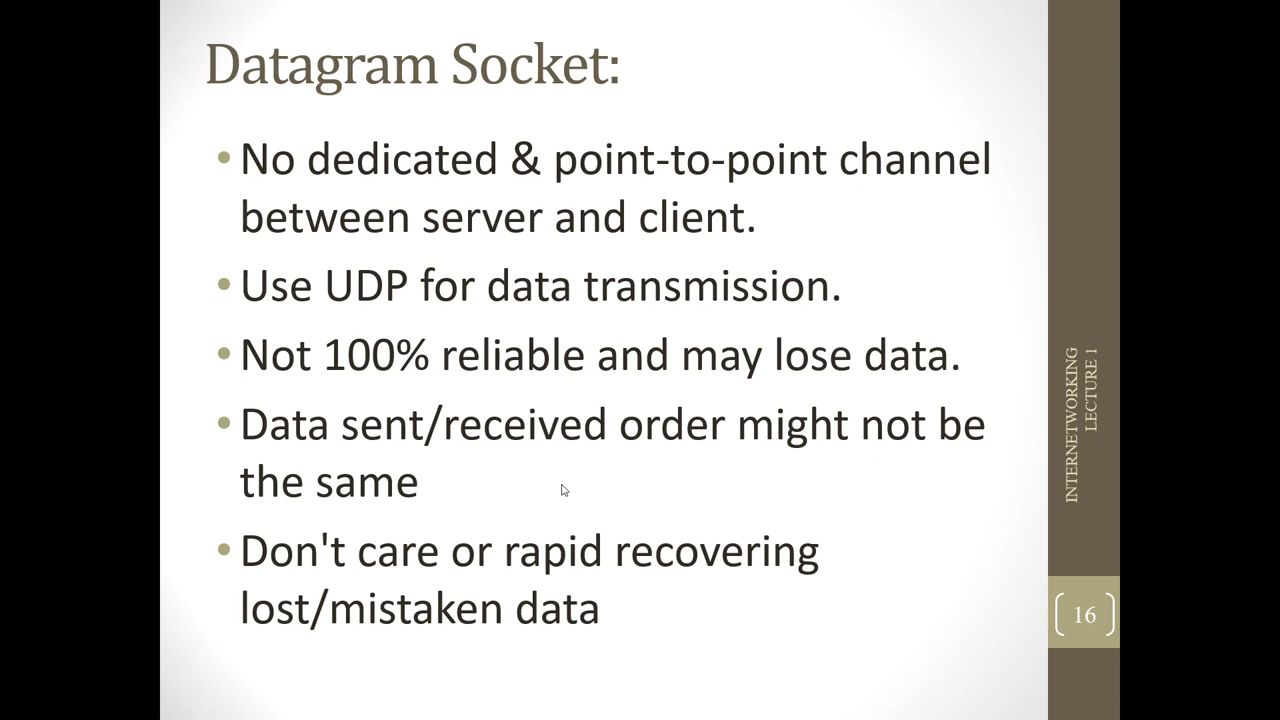 Datagram Socket:
• No dedicated & point-to-point channel
between server and client.
• Use UDP for data transmission.
• Not 100% reliable and may lose data.
• Data sent/received order might not be
the same
• Don't care or rapid recovering
lost/mistaken data
INTERNETWORKING
LECTURE 1
16